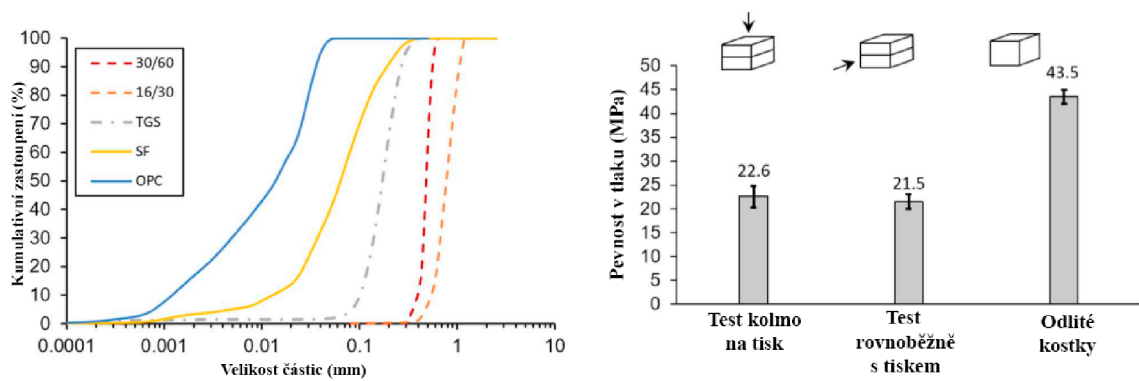 Kumulativní zastoupení (%)
100
90
80
70
60
50
40
30
20
10
0
30/60
16/30
TGS
SF
OPC
0.0001
0.001
0.01
0.1
1
10
Velikost částic (mm)
Pevnost v tlaku (MPa)
50
45
40
35
30
25
20
15
10
5
0
22.6
21.5
43.5
Test kolmo
na tisk
Test
rovnoběžně
s tiskem
Odlité
kostky